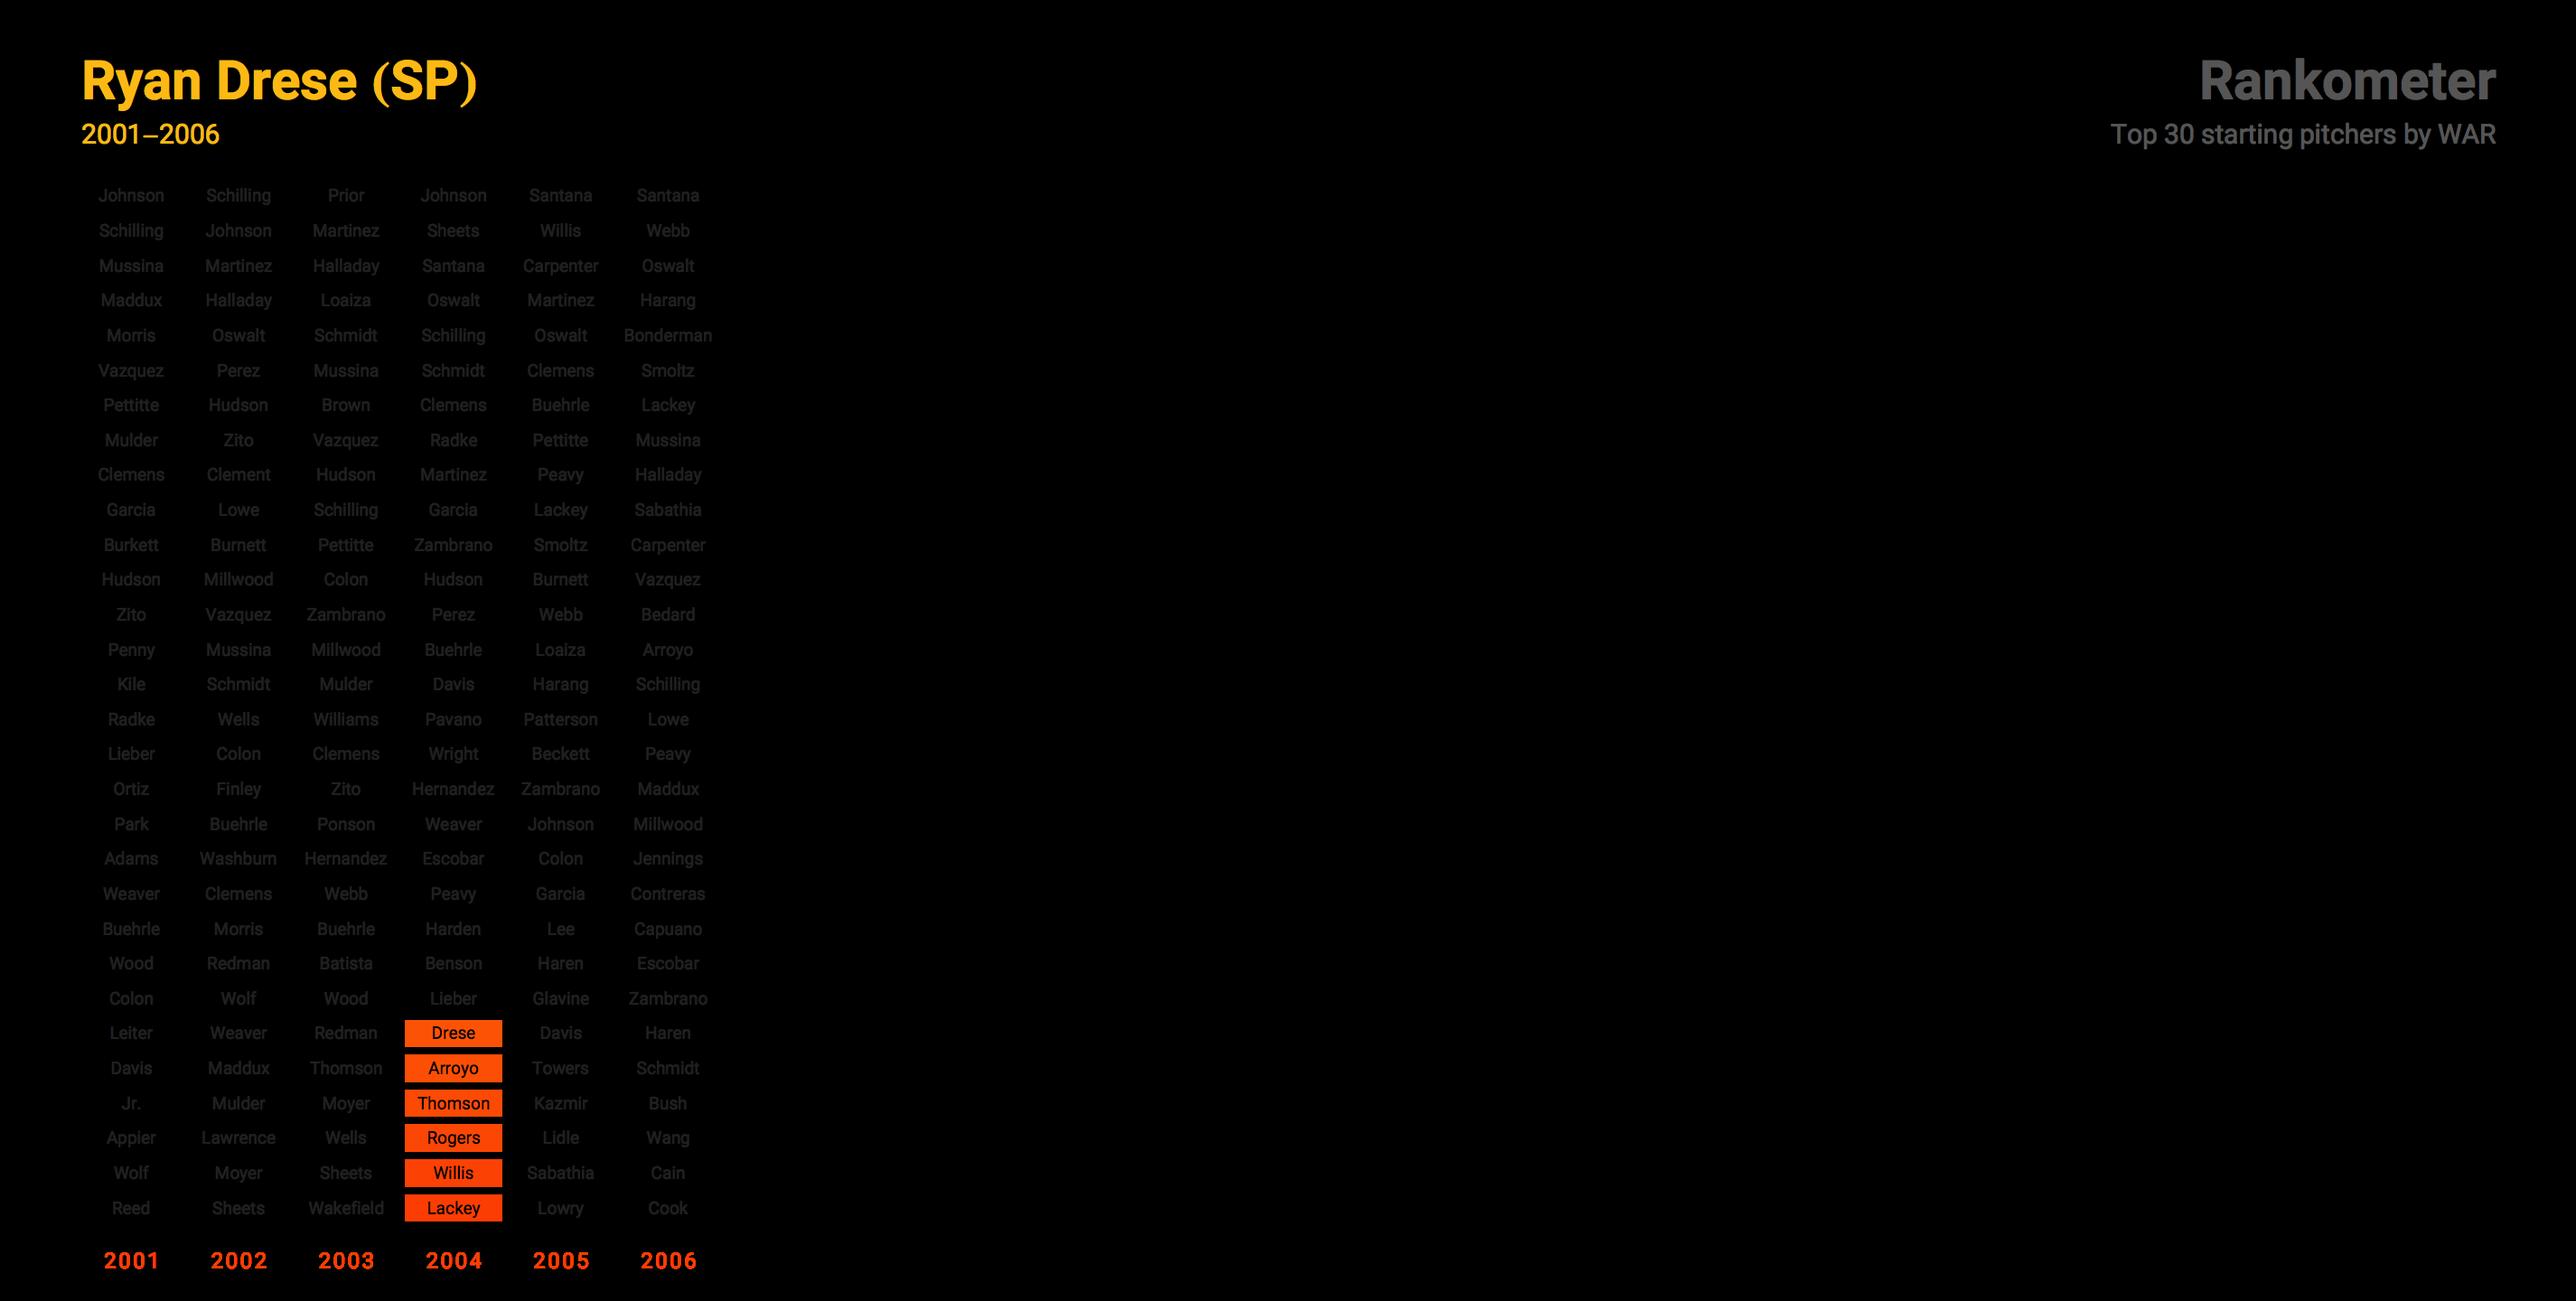 Ryan Drese (SP)
2001–2006
Rankometer
Top 30 starting pitchers by WAR
Johnson Schilling Prior Johnson Santana Santana
Schilling Johnson Martinez Sheets Willis Webb
Mussina Martinez Halladay Santana Carpenter Oswalt
Maddux Halladay Loaiza Oswalt Martinez Harang
Morris Oswalt Schmidt Schilling Oswalt Bonderman
Vazquez Perez Mussina Schmidt Clemens Smoltz
Pettitte Hudson Brown Clemens Buehrle Lackey
Mulder Zito Vazquez Radke Pettitte Mussina
Clemens Clement Hudson Martinez Peavy Halladay
Garcia Lowe Schilling Garcia Lackey Sabathia
Burkett Burnett Pettitte Zambrano Smoltz Carpenter
Hudson Millwood Colon Hudson Burnett Vazquez
Zito Vazquez Zambrano Perez Webb Bedard
Penny Mussina Millwood Buehrle Loaiza Arroyo
Kile Schmidt Mulder Davis Harang Schilling
Radke Wells Williams Pavano Patterson Lowe
Lieber Colon Clemens Wright Beckett Peavy
Ortiz Finley Zito Hernandez Zambrano Maddux
Park Buehrle Ponson Weaver Johnson Millwood
Adams Washburn Hernandez Escobar Colon Jennings
Weaver Clemens Webb Peavy Garcia Contreras
Buehrle Morris Buehrle Harden Lee Capuano
Wood Redman Batista Benson Haren Escobar
Colon Wolf Wood Lieber Glavine Zambrano
Leiter Weaver Redman Drese Davis Haren
Davis Maddux Thomson Arroyo Towers Schmidt
Jr. Mulder Moyer Thomson Kazmir Bush
Appier Lawrence Wells Rogers Lidle Wang
Wolf Moyer Sheets Willis Sabathia Cain
Reed Sheets Wakefield Lackey Lowry Cook
2001 2002 2003 2004 2005 2006